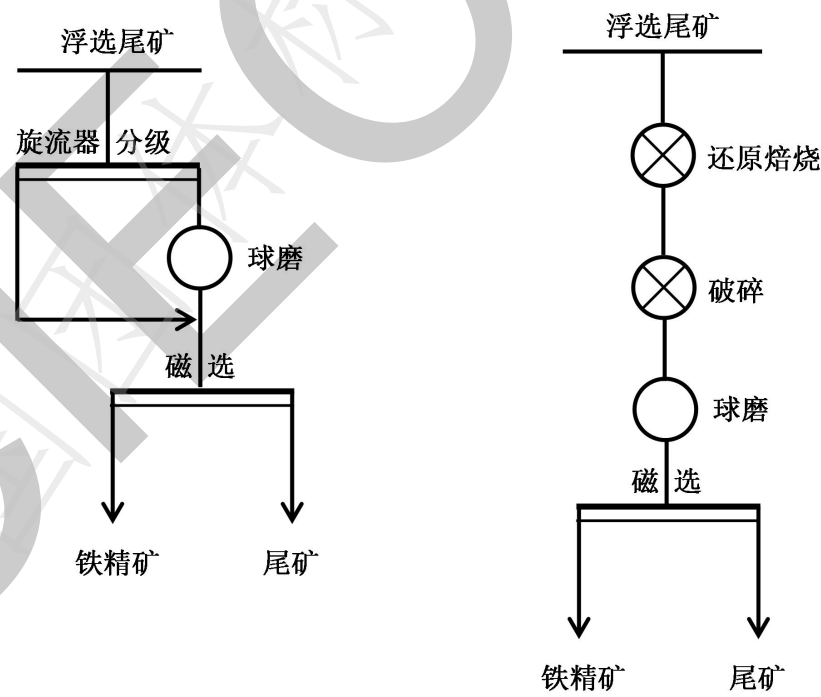 浮选尾矿
旋流器 分级
球磨
磁 选
铁精矿 尾矿
浮选尾矿
还原焙烧
破碎
球磨
磁 选
铁精矿 尾矿